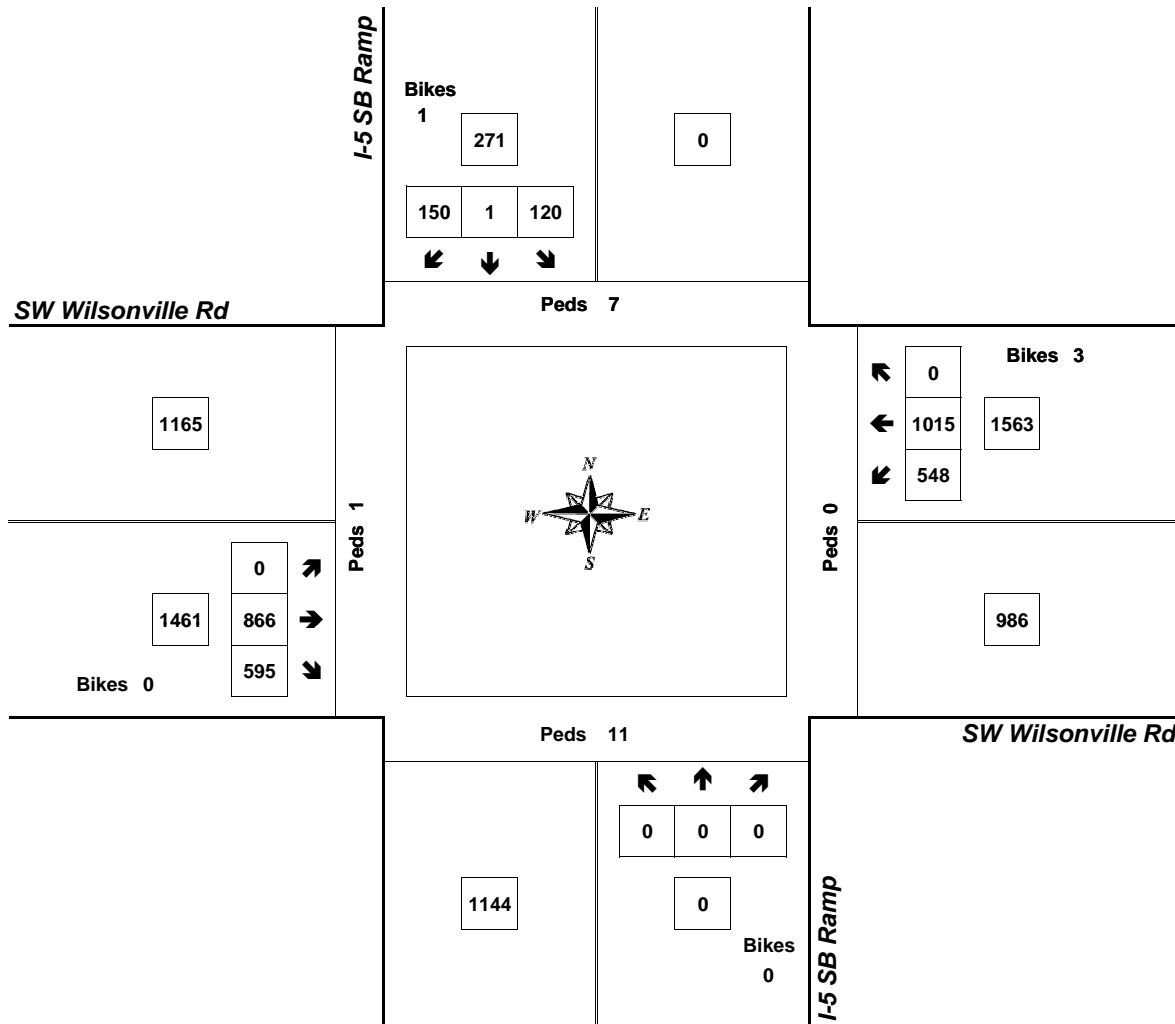 I-5 SB Ramp
Bikes
1
271
0
150 1 120
Peds 7
SW Wilsonville Rd
Bikes 3
0
1165
1015 1563
548
N
W E
S
Peds 1
Peds 0
0
1461 866
595
Bikes 0
986
Peds 11
SW Wilsonville Rd
0 0 0
1144
0
Bikes
0
I-5 SB Ramp